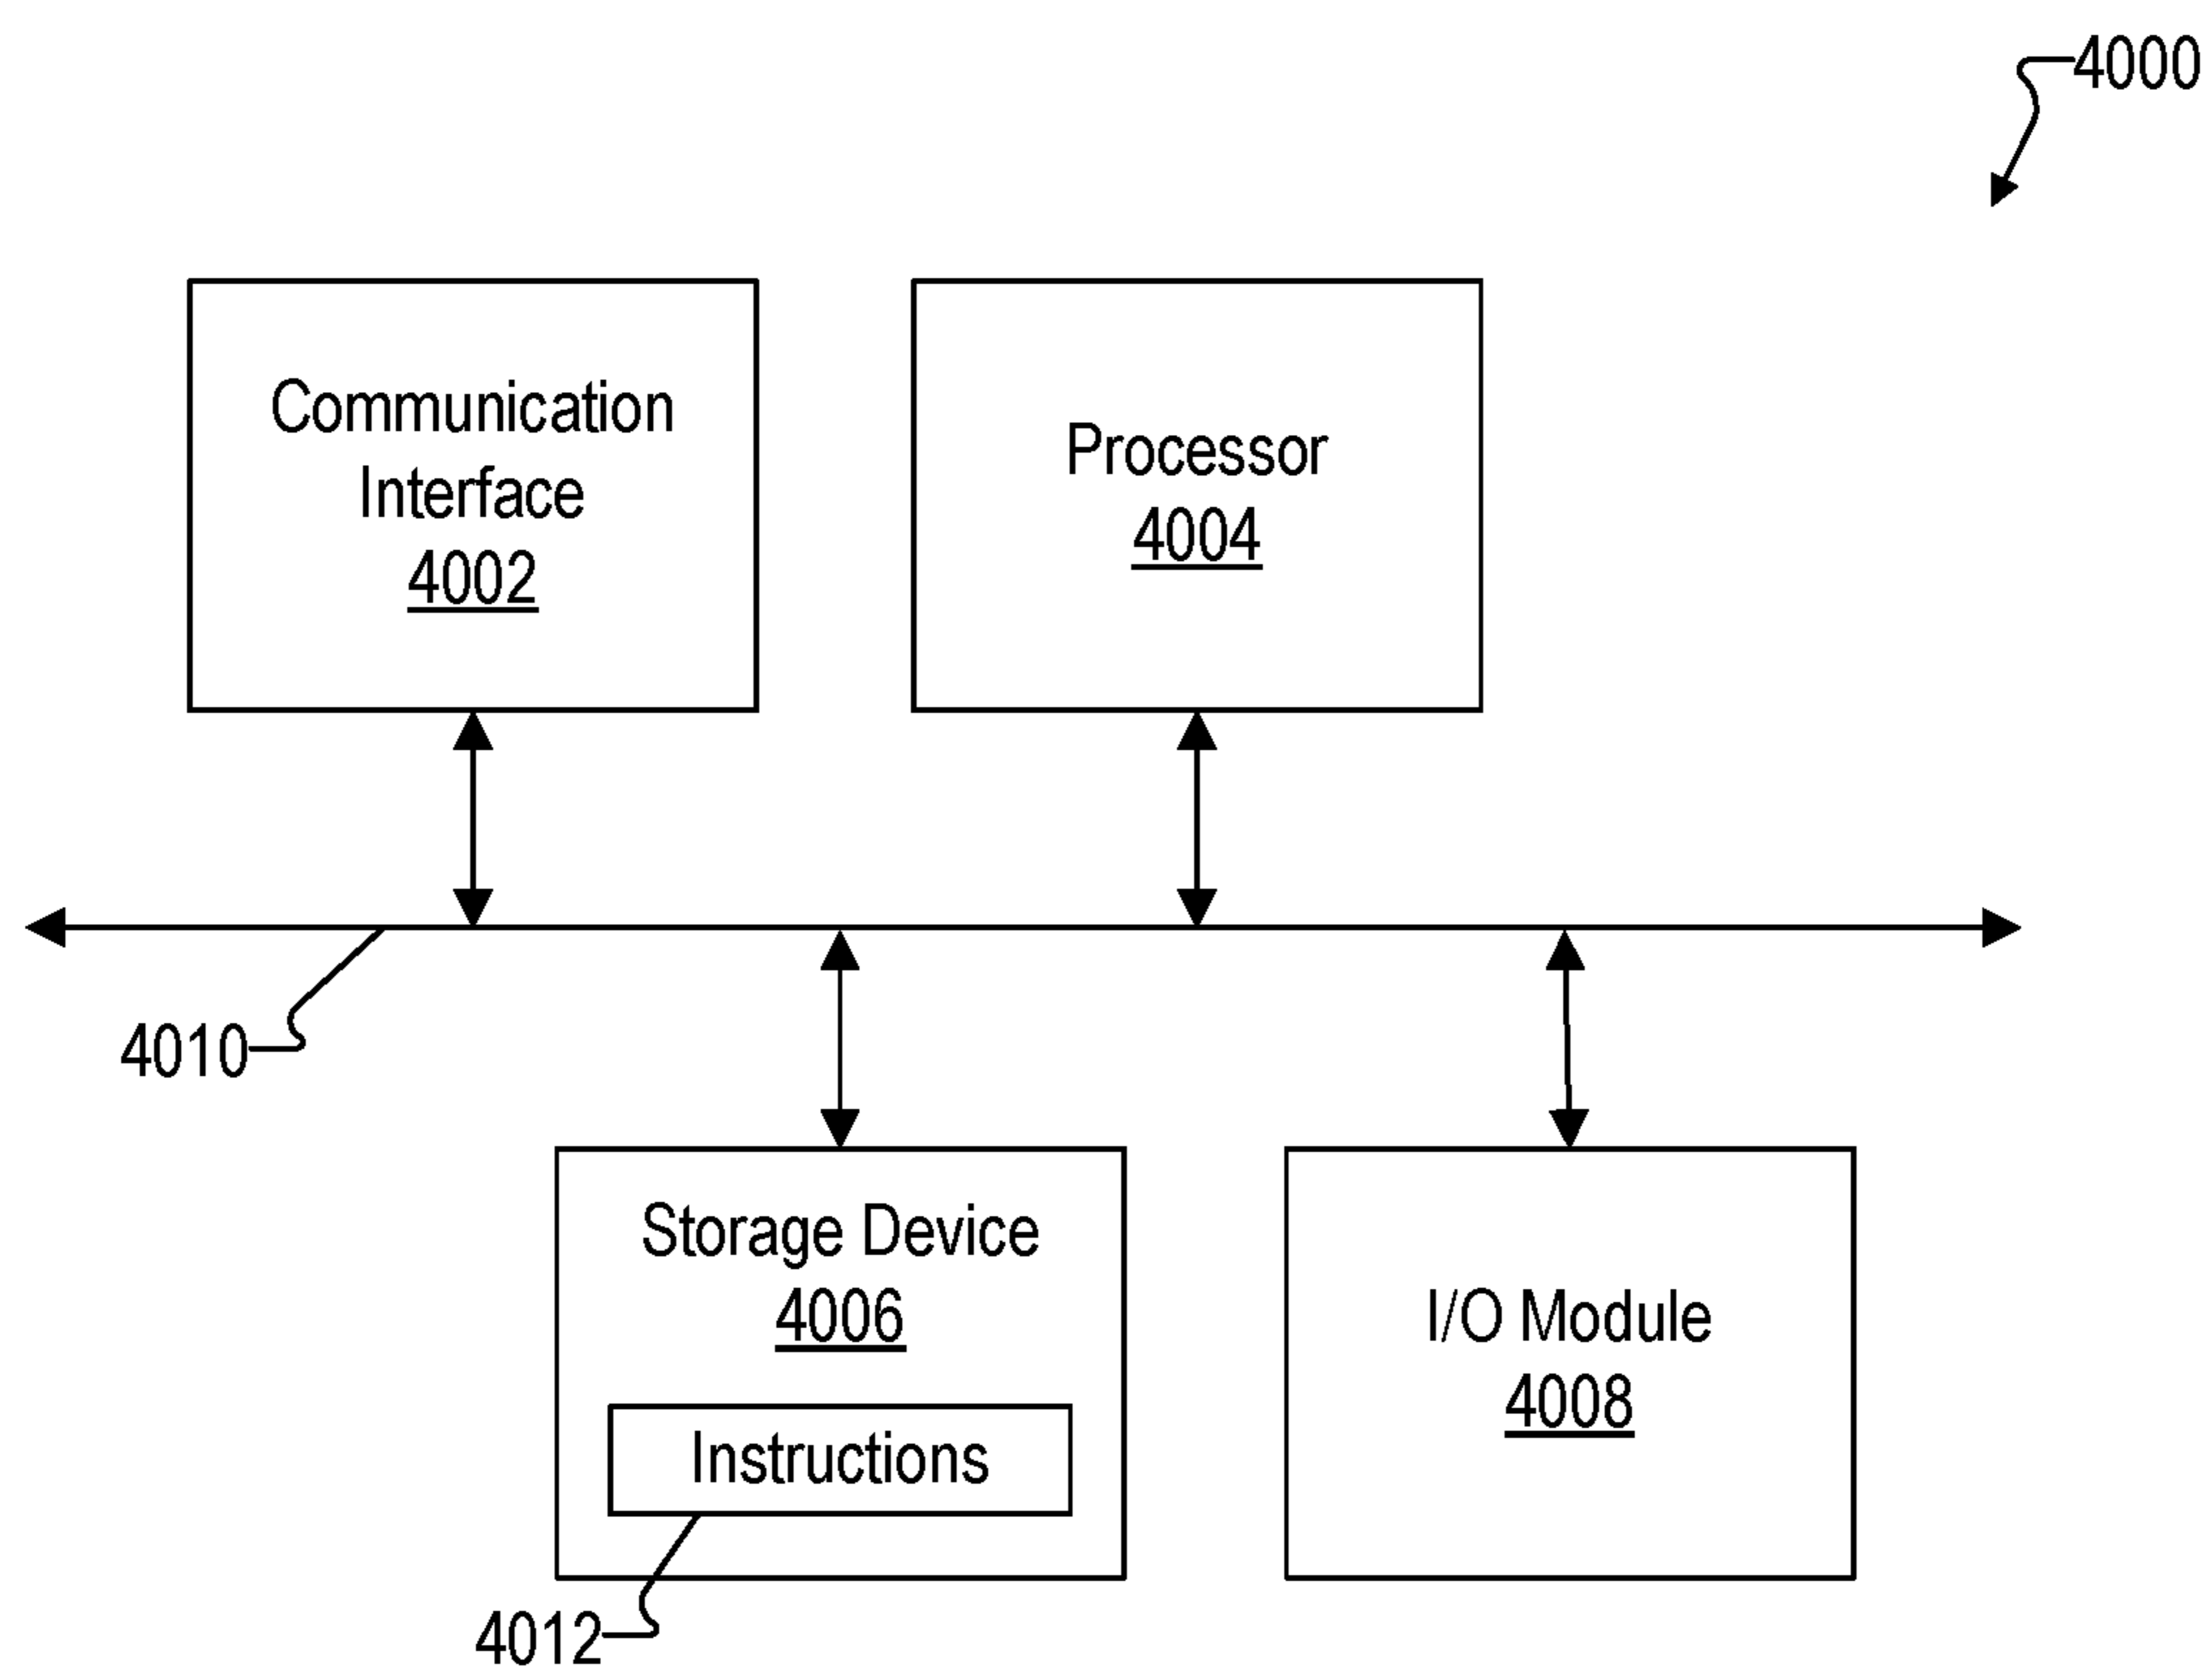 4000
Communication
Interface
4002
Processor
4004
4010
Storage Device
4006
Instructions
4012
I/O Module
4008